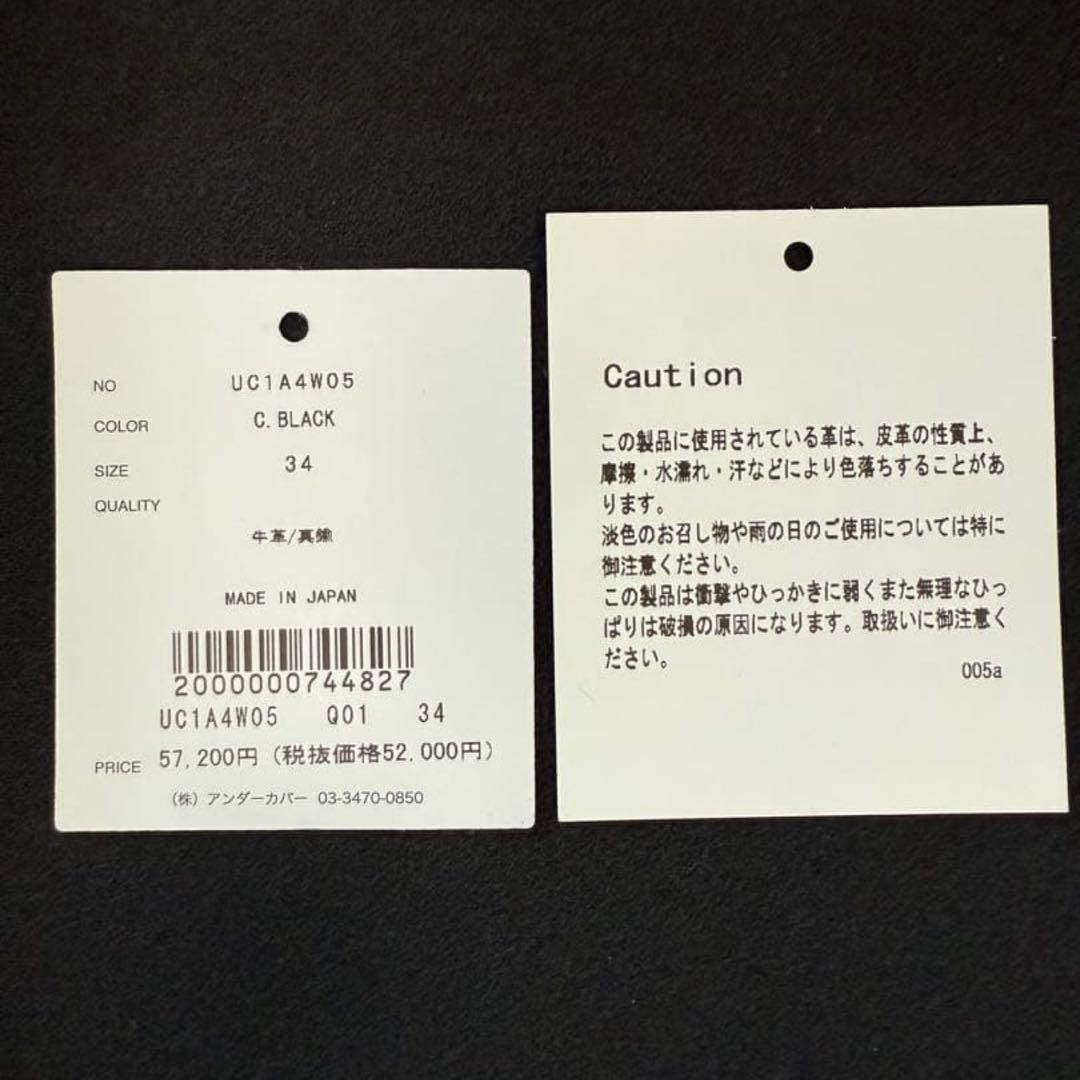 NO UC1A4W05
COLOR C. BLACK
SIZE 34
QUALITY
牛革/真鍮
MADE IN JAPAN
2000000744827
UC1A4W05 Q01 34
PRICE 57,200円 (税抜価格52,000円)
(株) アンダーカバー 03-3470-0850
Caution
この製品に使用されている革は、皮革の性質上、
摩擦・水濡れ・汗などにより色落ちすることがあ
ります。
淡色のお召し物や雨の日のご使用については特に
御注意ください。
この製品は衝撃やひっかきに弱くまた無理なひっ
ぱりは破損の原因になります。取扱いに御注意く
ださい。
005a